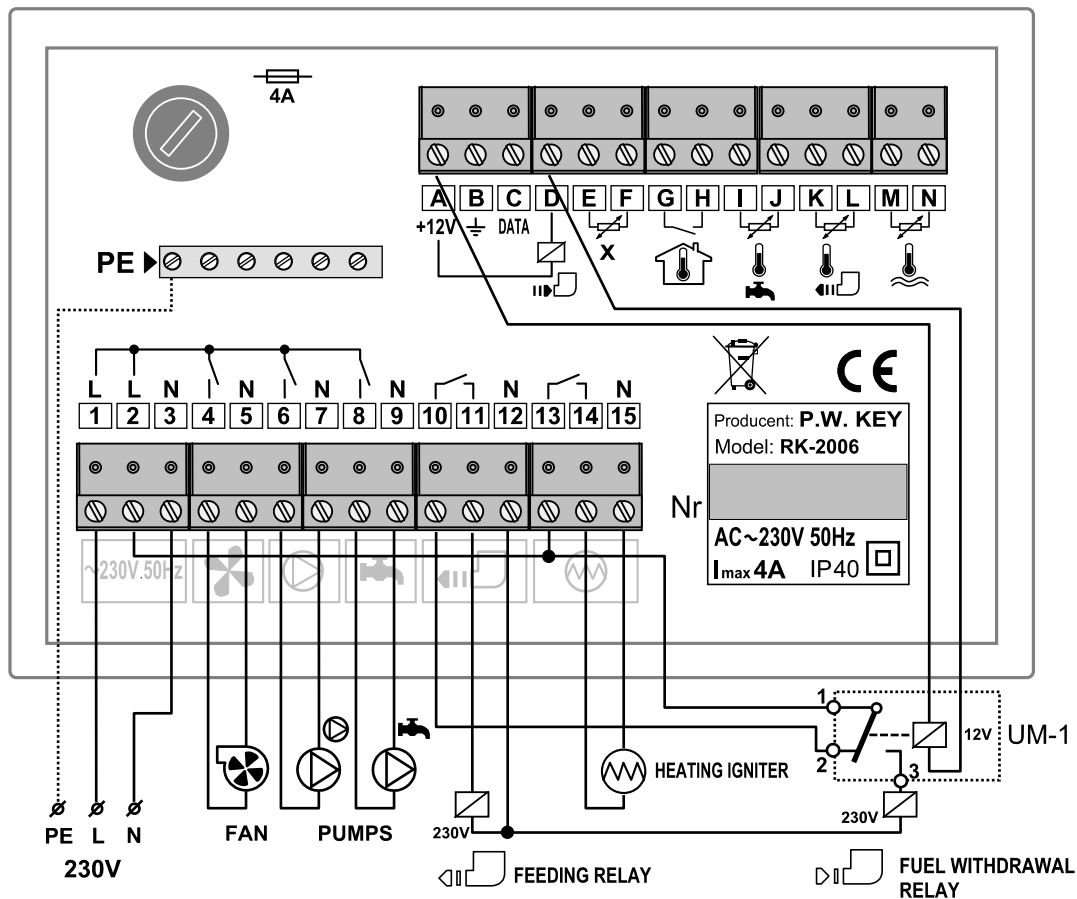 4A
A B C D E F G H I J K L M N
+12V DATA
X
PE
L L N N N N N N
1 2 3 4 5 6 7 8 9 10 11 12 13 14 15
Producent: P.W. KEY
Model: RK-2006
Nr
AC~230V 50Hz
Imax 4A IP40
~230V.50Hz
1
2
3
12V
UM-1
HEATING IGNITER
230V
230V
PE L N
230V
FAN
PUMPS
FEEDING RELAY
FUEL WITHDRAWAL
RELAY